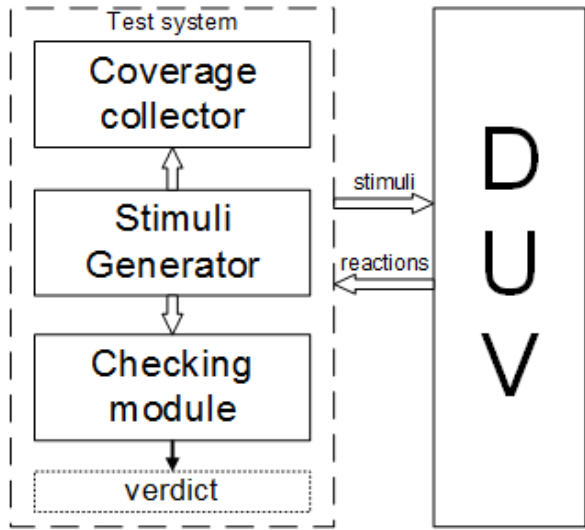 Test system
Coverage
collector
Stimuli
Generator
Checking
module
verdict
stimuli
reactions
D
U
V